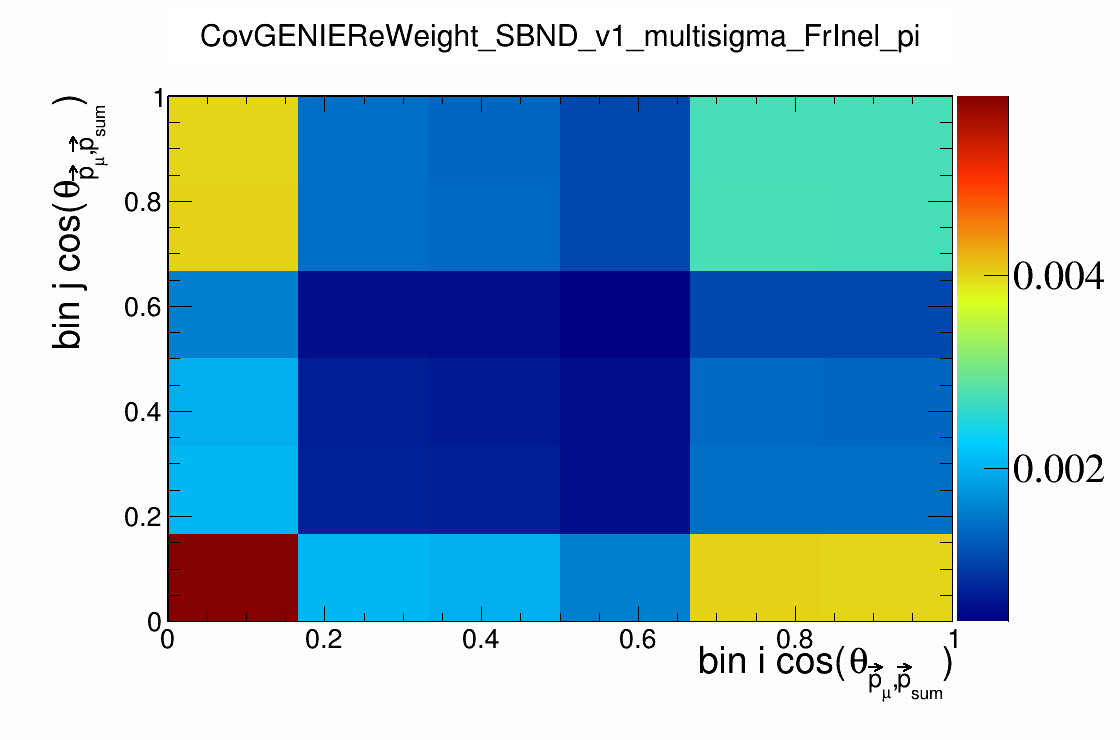 CovGENIEReWeight_SBND_v1_multisigma_FrInel_pi
bin j cos(θ p⃗μ,p⃗sum)
1
0.8
0.6
0.4
0.2
0
0 0.2 0.4 0.6 0.8 1
bin i cos(θ p⃗μ,p⃗sum)
0.004
0.002